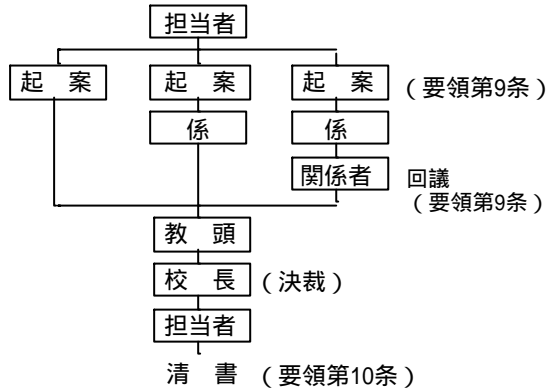 担当者
起　案　起　案　起　案　（要領第9条）
係　係
関係者　回議
（要領第9条）
教　頭
校　長　（決裁）
担当者
清　書　（要領第10条）